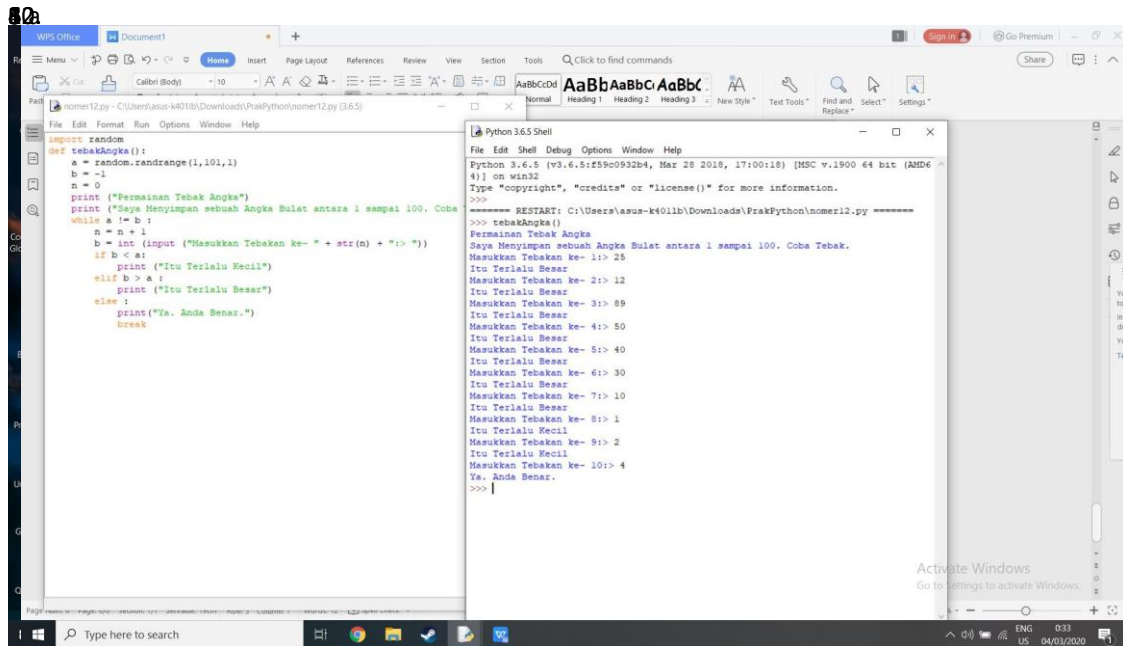 WPS Office Document1 +
Sign in Go Premium
Menu Home Insert Page Layout References Review View Section Tools Click to find commands Share
Cut Calibri (Body) 10 AaBbCcDd AaBb AaBbC AaBbC
Normal Heading 1 Heading 2 Heading 3 New Style Text Tools Find and Replace Select Settings
nomer12.py - C:\Users\asus-k401lb\Downloads\PrakPython\nomer12.py (3.6.5)
File Edit Format Run Options Window Help
import random
def tebakAngka():
    a = random.randrange(1,101,1)
    b = -1
    n = 0
    print ("Permainan Tebak Angka")
    print ("Saya Menyimpan sebuah Angka Bulat antara 1 sampai 100. Coba
    while a != b :
        n = n + 1
        b = int (input ("Masukkan Tebakan ke- " + str(n) + ":> "))
        if b < a:
            print ("Itu Terlalu Kecil")
        elif b > a :
            print ("Itu Terlalu Besar")
        else :
            print("Ya. Anda Benar.")
            break
Python 3.6.5 Shell
File Edit Shell Debug Options Window Help
Python 3.6.5 (v3.6.5:f59c0932b4, Mar 28 2018, 17:00:18) [MSC v.1900 64 bit (AMD6
4)] on win32
Type "copyright", "credits" or "license()" for more information.
>>>
======= RESTART: C:\Users\asus-k401lb\Downloads\PrakPython\nomer12.py =======
>>> tebakAngka()
Permainan Tebak Angka
Saya Menyimpan sebuah Angka Bulat antara 1 sampai 100. Coba Tebak.
Masukkan Tebakan ke- 1:> 25
Itu Terlalu Besar
Masukkan Tebakan ke- 2:> 12
Itu Terlalu Besar
Masukkan Tebakan ke- 3:> 89
Itu Terlalu Besar
Masukkan Tebakan ke- 4:> 50
Itu Terlalu Besar
Masukkan Tebakan ke- 5:> 40
Itu Terlalu Besar
Masukkan Tebakan ke- 6:> 30
Itu Terlalu Besar
Masukkan Tebakan ke- 7:> 10
Itu Terlalu Besar
Masukkan Tebakan ke- 8:> 1
Itu Terlalu Kecil
Masukkan Tebakan ke- 9:> 2
Itu Terlalu Kecil
Masukkan Tebakan ke- 10:> 4
Ya. Anda Benar.
>>>
Activate Windows
Go to Settings to activate Windows.
Type here to search
ENG 0:33
US 04/03/2020